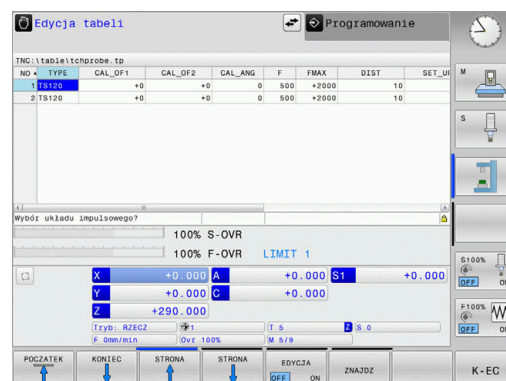 Edycja tabeli
Programowanie
TNC:\table\tchprobe.tp
NO TYPE CAL_OF1 CAL_OF2 CAL_ANG F FMAX DIST SET_U
1 TS120 +0 +0 0 500 +2000 10
2 TS120 +0 +0 0 500 +2000 10
Wybór układu impulsowego?
100% S-OVR
100% F-OVR LIMIT 1
X +0.000 A +0.000 S1 +0.000
Y +0.000 C +0.000
Z +290.000
Tryb: RZECZ 1 T 5 Z S 0
F 0mm/min Ovr 100% M 5/9
M
S
S100%
OFF
F100%
OFF
POCZATEK
KONIEC
STRONA
STRONA
EDYCJA
OFF ON
ZNAJDZ
K-EC